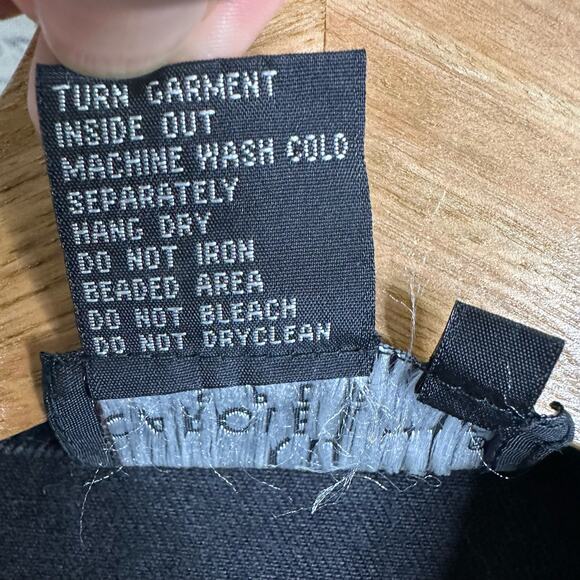 TURN GARMENT
INSIDE OUT
MACHINE WASH COLD
SEPARATELY
HANG DRY
DO NOT IRON
BEADED AREA
DO NOT BLEACH
DO NOT DRYCLEAN